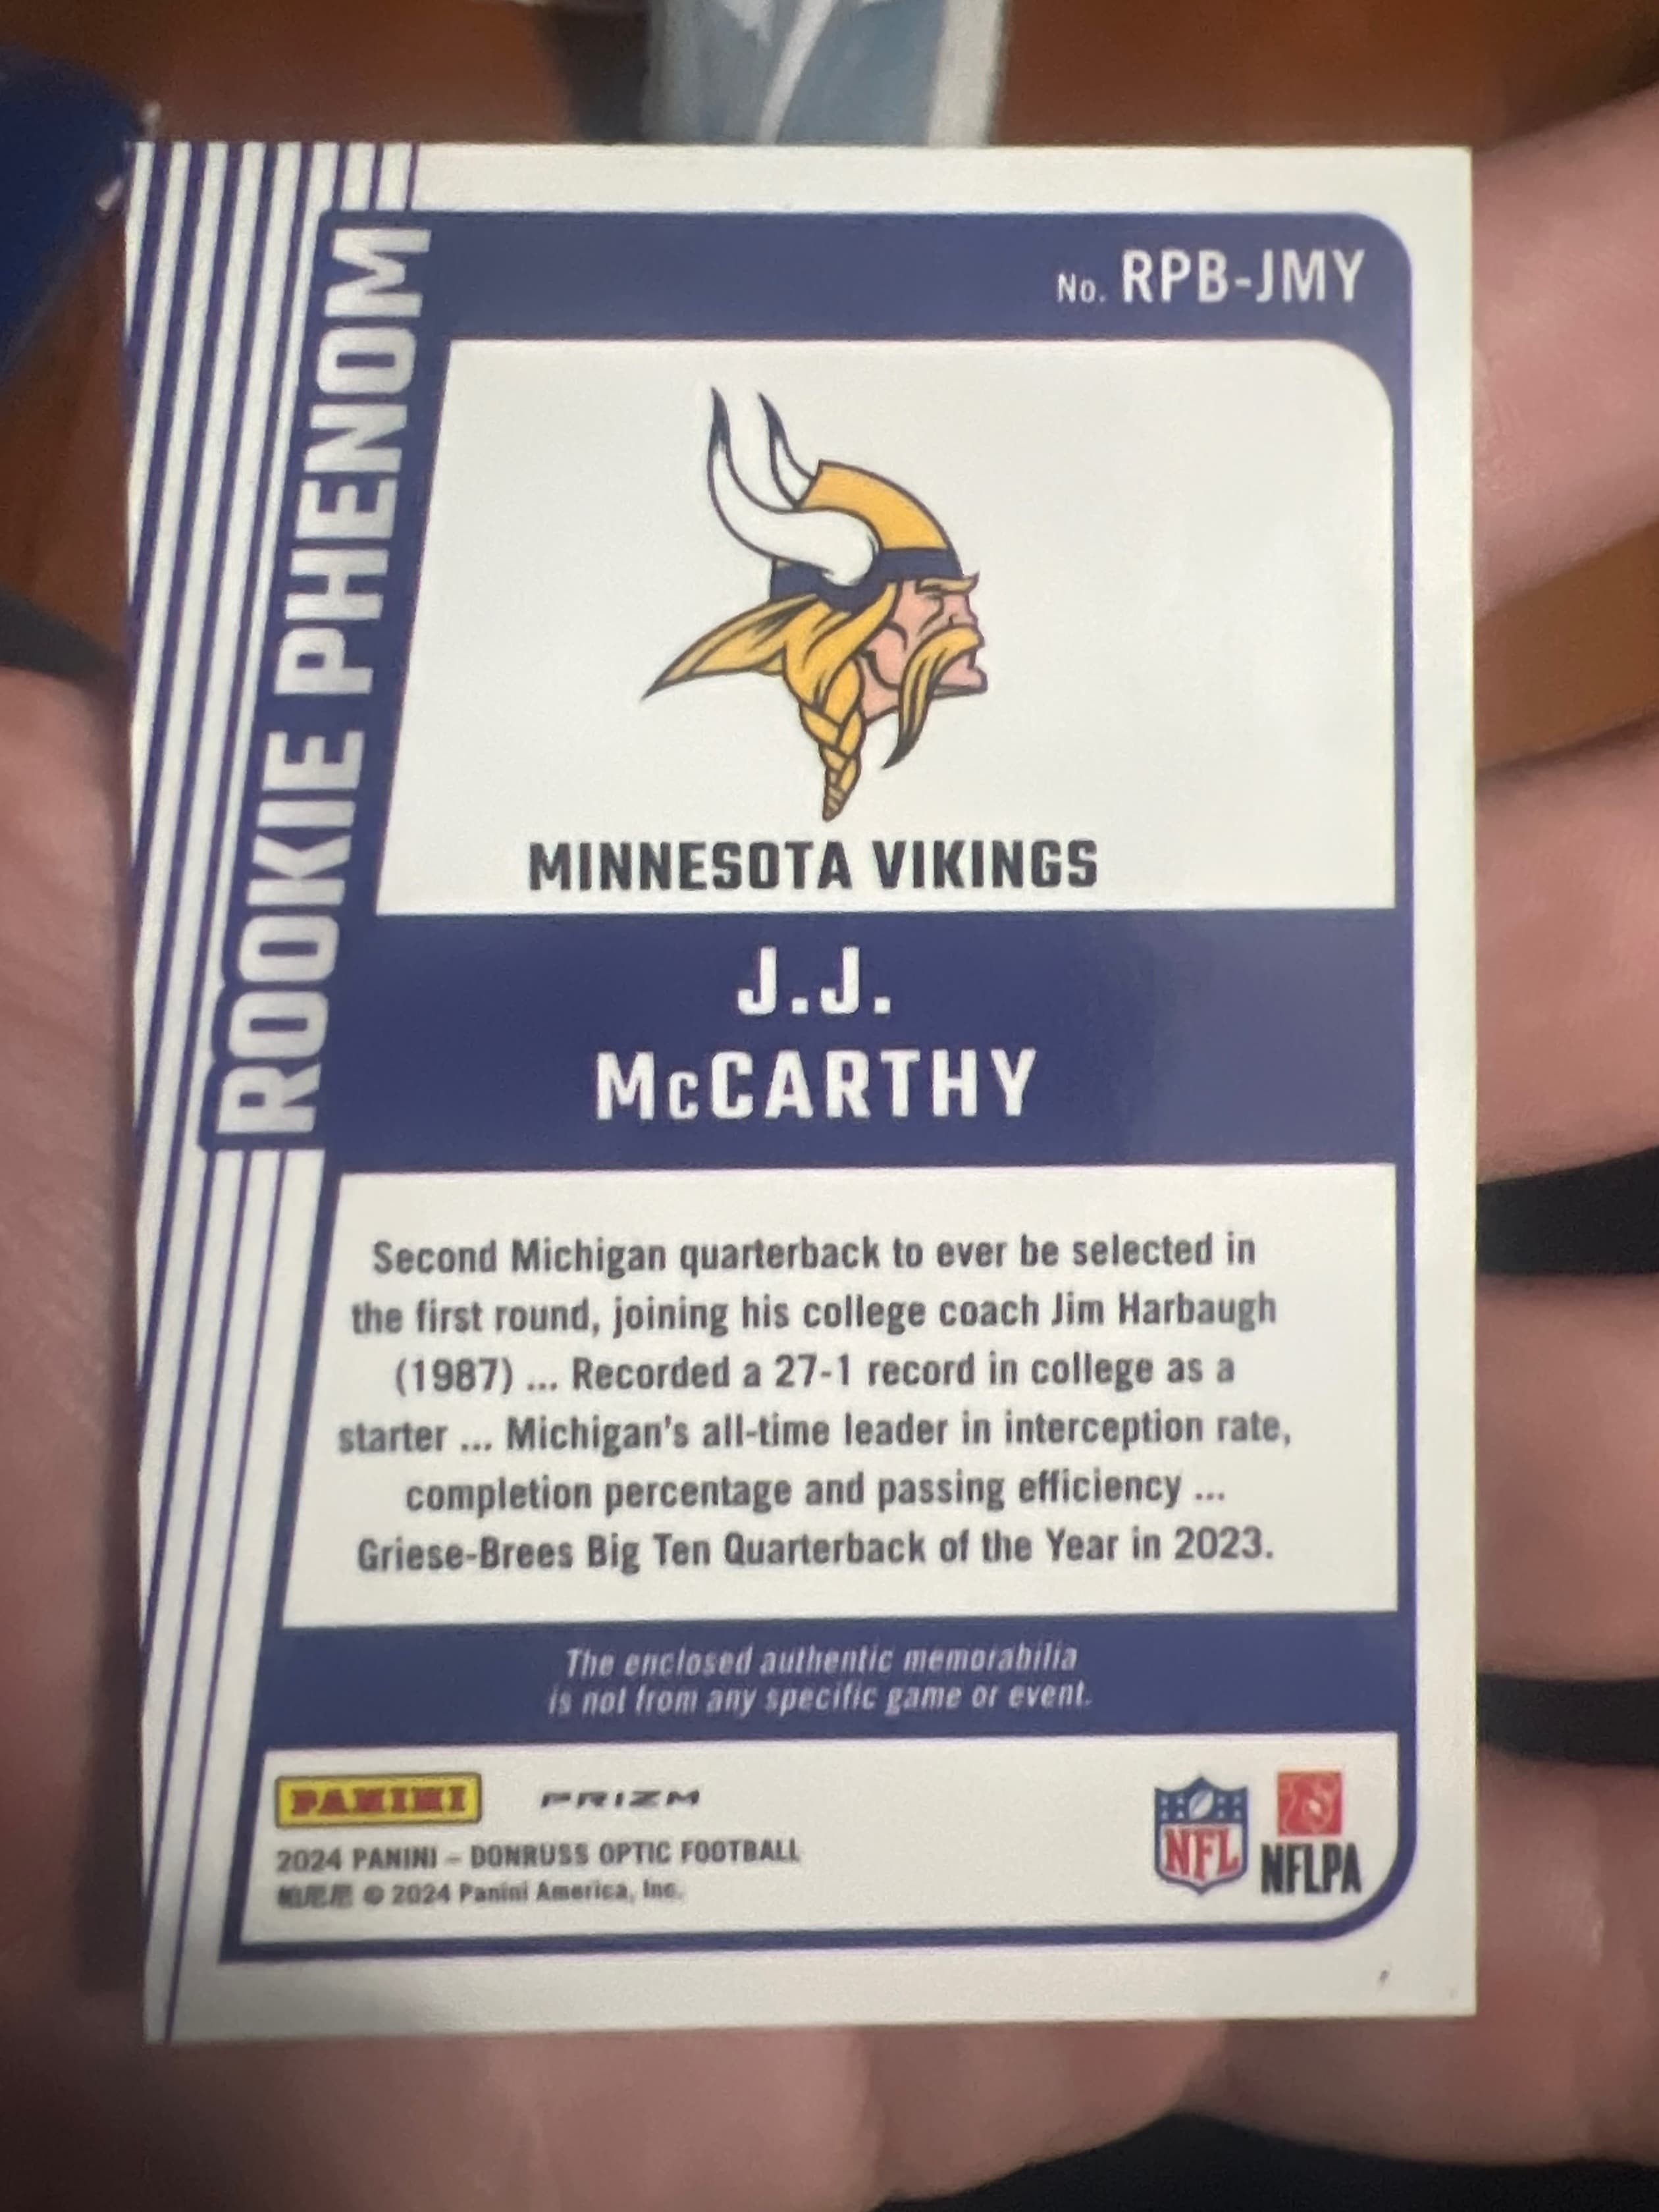 ROOKIE PHENOM
No. RPB-JMY
MINNESOTA VIKINGS
J.J.
McCARTHY
Second Michigan quarterback to ever be selected in
the first round, joining his college coach Jim Harbaugh
(1987) ... Recorded a 27-1 record in college as a
starter ... Michigan's all-time leader in interception rate,
completion percentage and passing efficiency ...
Griese-Brees Big Ten Quarterback of the Year in 2023.
The enclosed authentic memorabilia
is not from any specific game or event.
PANINI PRIZM
2024 PANINI – DONRUSS OPTIC FOOTBALL
帕尼尼 © 2024 Panini America, Inc.
NFL NFLPA